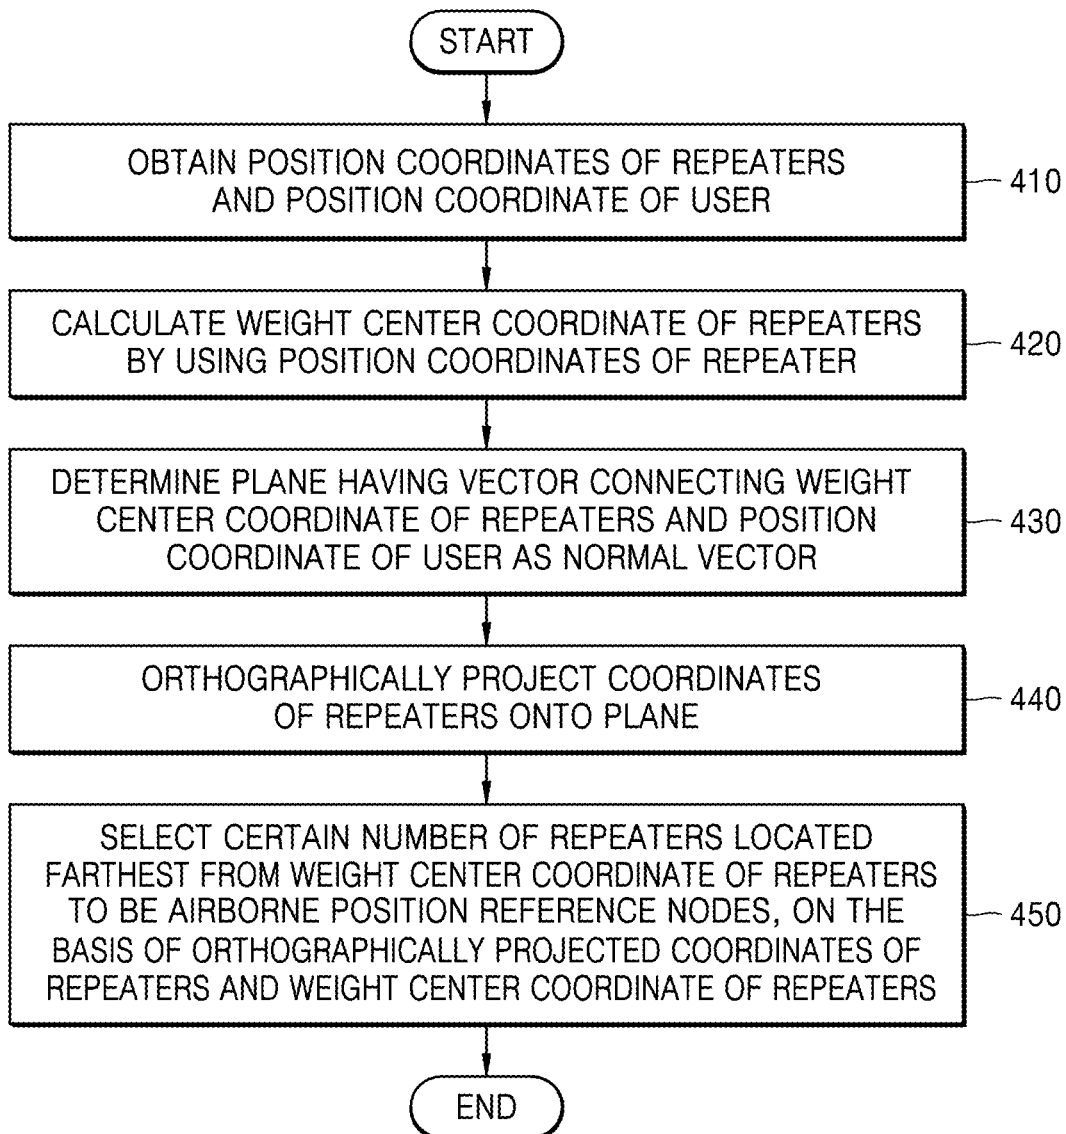 START
OBTAIN POSITION COORDINATES OF REPEATERS
AND POSITION COORDINATE OF USER
410
CALCULATE WEIGHT CENTER COORDINATE OF REPEATERS
BY USING POSITION COORDINATES OF REPEATER
420
DETERMINE PLANE HAVING VECTOR CONNECTING WEIGHT
CENTER COORDINATE OF REPEATERS AND POSITION
COORDINATE OF USER AS NORMAL VECTOR
430
ORTHOGRAPHICALLY PROJECT COORDINATES
OF REPEATERS ONTO PLANE
440
SELECT CERTAIN NUMBER OF REPEATERS LOCATED
FARTHEST FROM WEIGHT CENTER COORDINATE OF REPEATERS
TO BE AIRBORNE POSITION REFERENCE NODES, ON THE
BASIS OF ORTHOGRAPHICALLY PROJECTED COORDINATES OF
REPEATERS AND WEIGHT CENTER COORDINATE OF REPEATERS
450
END